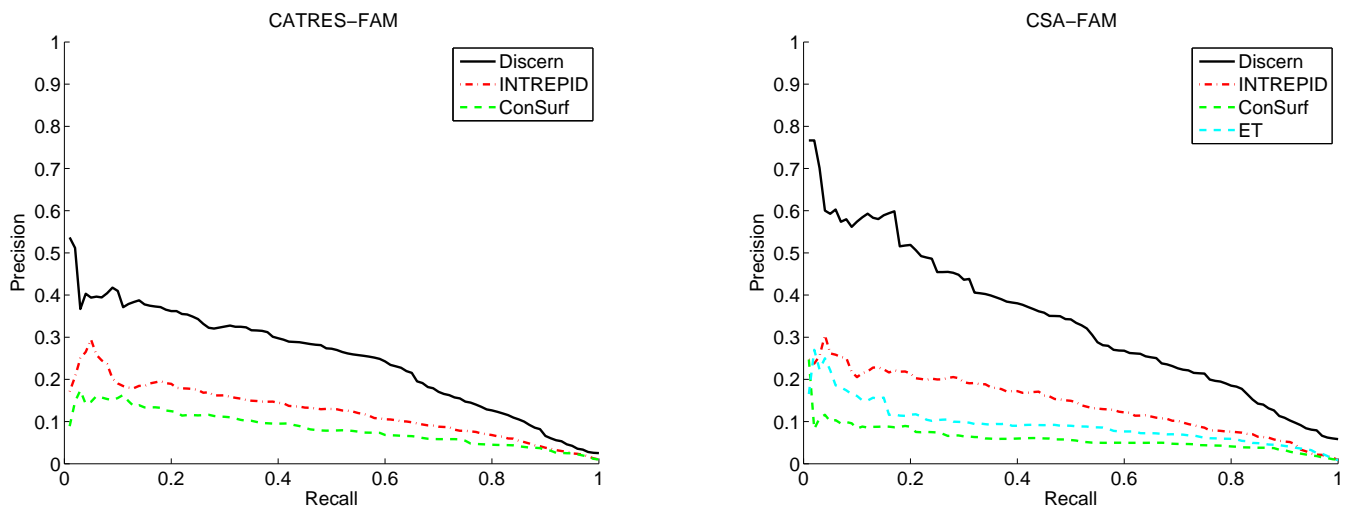 CATRES−FAM
1
0.9
0.8
0.7
0.6
0.5
0.4
0.3
0.2
0.1
0
Precision
0 0.2 0.4 0.6 0.8 1
Recall
Discern
INTREPID
ConSurf
CSA−FAM
1
0.9
0.8
0.7
0.6
0.5
0.4
0.3
0.2
0.1
0
Precision
0 0.2 0.4 0.6 0.8 1
Recall
Discern
INTREPID
ConSurf
ET